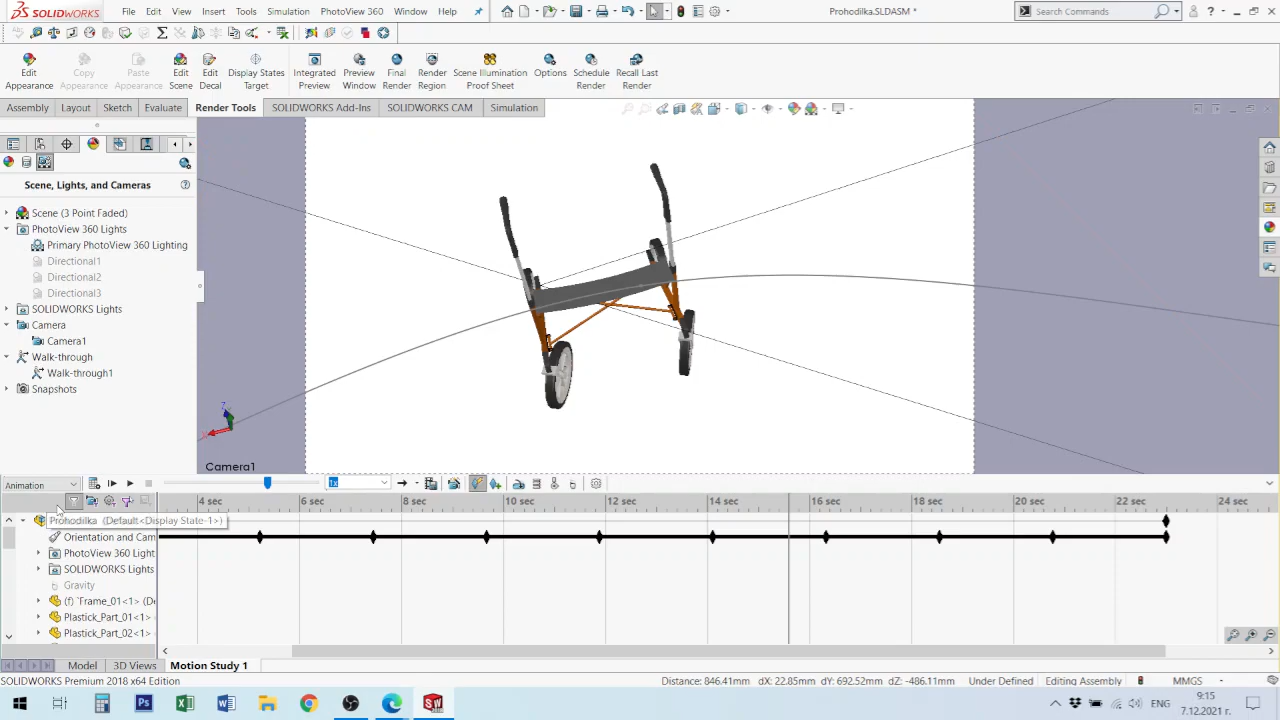 SOLIDWORKS File Edit View Insert Tools Simulation PhotoView 360 Window Help Prohodilka.SLDASM * Search Commands
Edit Appearance Copy Appearance Paste Appearance Edit Scene Edit Decal Display States Target Integrated Preview Preview Window Final Render Render Region Scene Illumination Proof Sheet Options Schedule Render Recall Last Render
Assembly Layout Sketch Evaluate Render Tools SOLIDWORKS Add-Ins SOLIDWORKS CAM Simulation
Scene, Lights, and Cameras
Scene (3 Point Faded)
PhotoView 360 Lights
Primary PhotoView 360 Lighting
Directional1
Directional2
Directional3
SOLIDWORKS Lights
Camera
Camera1
Walk-through
Walk-through1
Snapshots
Z
X
Camera1
Animation 1x
4 sec 6 sec 8 sec 10 sec 12 sec 14 sec 16 sec 18 sec 20 sec 22 sec 24 sec
Prohodilka (Default<Display State-1>)
Orientation and Cam
PhotoView 360 Light
SOLIDWORKS Lights
Gravity
(f) `Frame_01<1> (De
Plastick_Part_01<1>
Plastick_Part_02<1>
Model 3D Views Motion Study 1
SOLIDWORKS Premium 2018 x64 Edition Distance: 846.41mm dX: 22.85mm dY: 692.52mm dZ: -486.11mm Under Defined Editing Assembly MMGS
ЕНГ 9:15
7.12.2021 г.